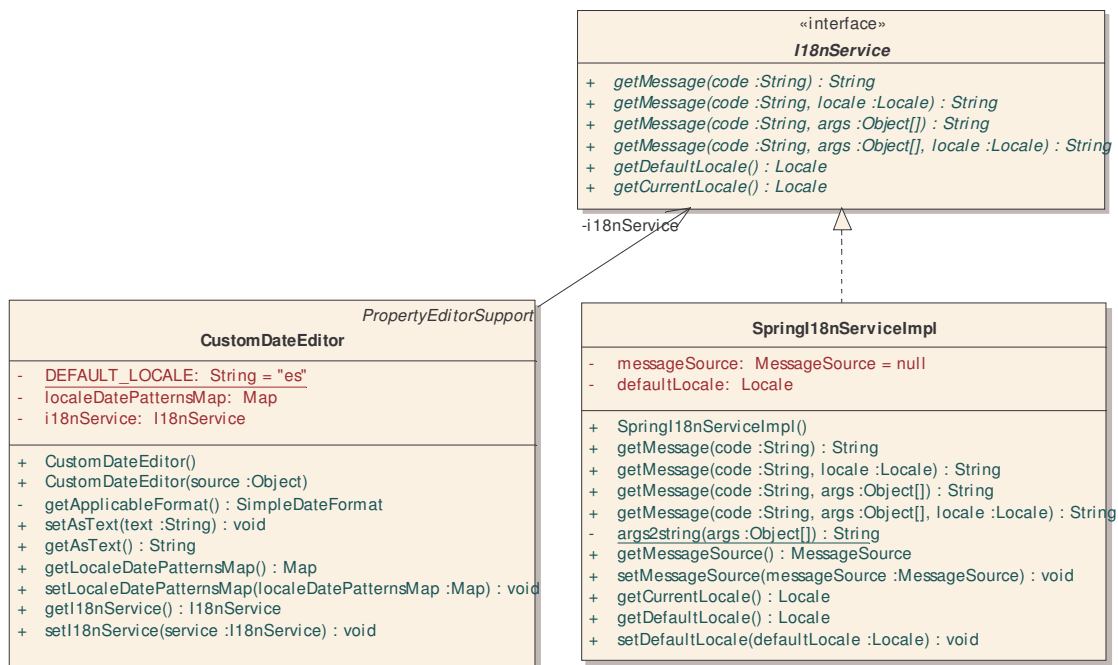 «interface»
I18nService
+ getMessage(code :String) : String
+ getMessage(code :String, locale :Locale) : String
+ getMessage(code :String, args :Object[]) : String
+ getMessage(code :String, args :Object[], locale :Locale) : String
+ getDefaultLocale() : Locale
+ getCurrentLocale() : Locale
-i18nService
PropertyEditorSupport
CustomDateEditor
- DEFAULT_LOCALE: String = "es"
- localeDatePatternsMap: Map
- i18nService: I18nService
+ CustomDateEditor()
+ CustomDateEditor(source :Object)
- getApplicableFormat() : SimpleDateFormat
+ setAsText(text :String) : void
+ getAsText() : String
+ getLocaleDatePatternsMap() : Map
+ setLocaleDatePatternsMap(localeDatePatternsMap :Map) : void
+ getI18nService() : I18nService
+ setI18nService(service :I18nService) : void
SpringI18nServiceImpl
- messageSource: MessageSource = null
- defaultLocale: Locale
+ SpringI18nServiceImpl()
+ getMessage(code :String) : String
+ getMessage(code :String, locale :Locale) : String
+ getMessage(code :String, args :Object[]) : String
+ getMessage(code :String, args :Object[], locale :Locale) : String
- args2string(args :Object[]) : String
+ getMessageSource() : MessageSource
+ setMessageSource(messageSource :MessageSource) : void
+ getCurrentLocale() : Locale
+ getDefaultLocale() : Locale
+ setDefaultLocale(defaultLocale :Locale) : void